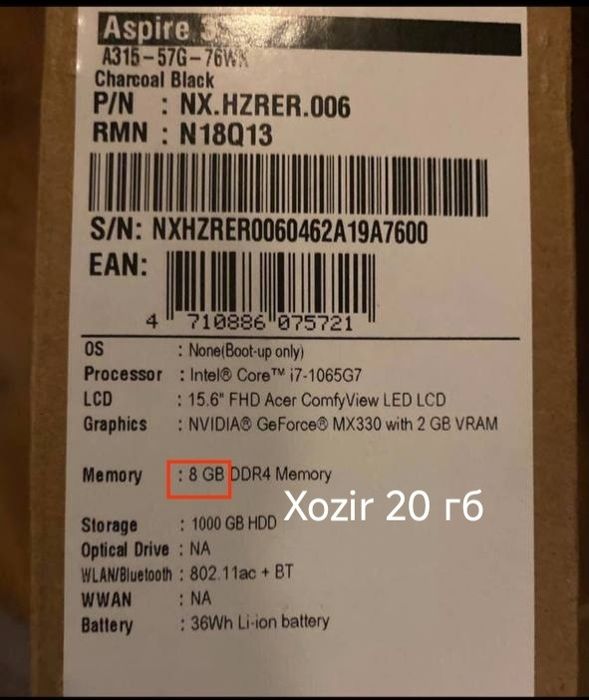 Aspire 3
A315-57G-76WX
Charcoal Black
P/N : NX.HZRER.006
RMN : N18Q13
S/N: NXHZRER0060462A19A7600
EAN:
4 710886 075721
OS : None(Boot-up only)
Processor : Intel® Core™ i7-1065G7
LCD : 15.6" FHD Acer ComfyView LED LCD
Graphics : NVIDIA® GeForce® MX330 with 2 GB VRAM
Memory : 8 GB DDR4 Memory
Xozir 20 гб
Storage : 1000 GB HDD
Optical Drive : NA
WLAN/Bluetooth : 802.11ac + BT
WWAN : NA
Battery : 36Wh Li-ion battery